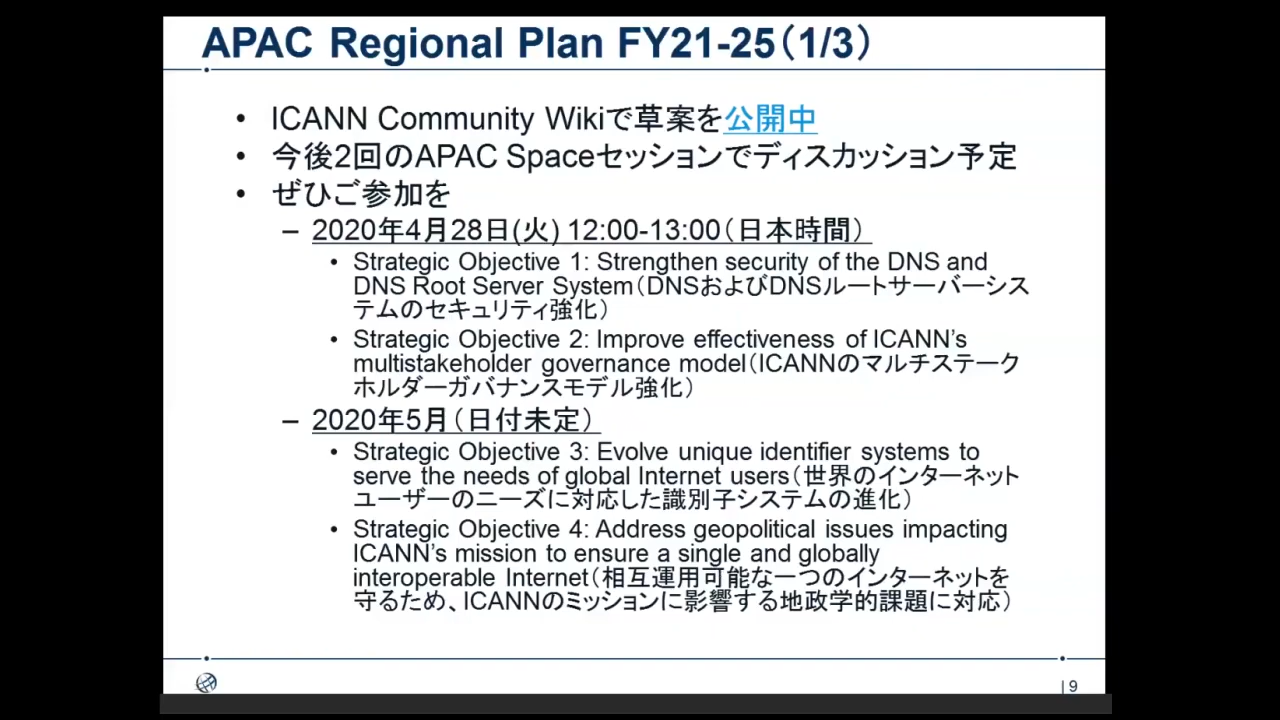 APAC Regional Plan FY21-25（1/3）
• ICANN Community Wikiで草案を公開中
• 今後2回のAPAC Spaceセッションでディスカッション予定
• ぜひご参加を
– 2020年4月28日(火) 12:00-13:00（日本時間）
• Strategic Objective 1: Strengthen security of the DNS and
DNS Root Server System（DNSおよびDNSルートサーバーシス
テムのセキュリティ強化）
• Strategic Objective 2: Improve effectiveness of ICANN’s
multistakeholder governance model（ICANNのマルチステーク
ホルダーガバナンスモデル強化）
– 2020年5月（日付未定）
• Strategic Objective 3: Evolve unique identifier systems to
serve the needs of global Internet users（世界のインターネット
ユーザーのニーズに対応した識別子システムの進化）
• Strategic Objective 4: Address geopolitical issues impacting
ICANN’s mission to ensure a single and globally
interoperable Internet（相互運用可能な一つのインターネットを
守るため、ICANNのミッションに影響する地政学的課題に対応）
| 9